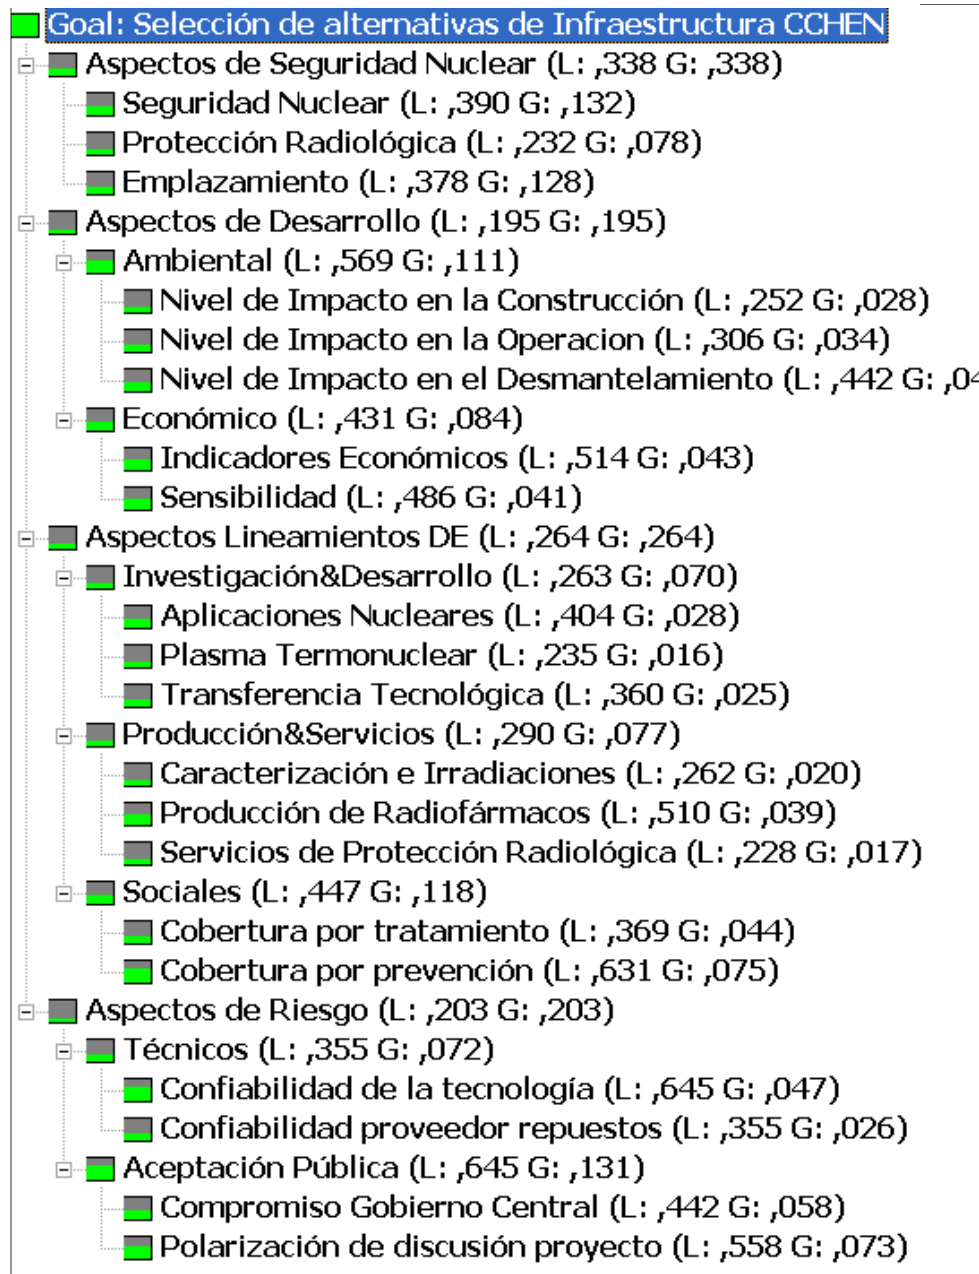 Goal: Selección de alternativas de Infraestructura CCHEN
Aspectos de Seguridad Nuclear (L: ,338 G: ,338)
Seguridad Nuclear (L: ,390 G: ,132)
Protección Radiológica (L: ,232 G: ,078)
Emplazamiento (L: ,378 G: ,128)
Aspectos de Desarrollo (L: ,195 G: ,195)
Ambiental (L: ,569 G: ,111)
Nivel de Impacto en la Construcción (L: ,252 G: ,028)
Nivel de Impacto en la Operacion (L: ,306 G: ,034)
Nivel de Impacto en el Desmantelamiento (L: ,442 G: ,04
Económico (L: ,431 G: ,084)
Indicadores Económicos (L: ,514 G: ,043)
Sensibilidad (L: ,486 G: ,041)
Aspectos Lineamientos DE (L: ,264 G: ,264)
Investigación&Desarrollo (L: ,263 G: ,070)
Aplicaciones Nucleares (L: ,404 G: ,028)
Plasma Termonuclear (L: ,235 G: ,016)
Transferencia Tecnológica (L: ,360 G: ,025)
Producción&Servicios (L: ,290 G: ,077)
Caracterización e Irradiaciones (L: ,262 G: ,020)
Producción de Radiofármacos (L: ,510 G: ,039)
Servicios de Protección Radiológica (L: ,228 G: ,017)
Sociales (L: ,447 G: ,118)
Cobertura por tratamiento (L: ,369 G: ,044)
Cobertura por prevención (L: ,631 G: ,075)
Aspectos de Riesgo (L: ,203 G: ,203)
Técnicos (L: ,355 G: ,072)
Confiabilidad de la tecnología (L: ,645 G: ,047)
Confiabilidad proveedor repuestos (L: ,355 G: ,026)
Aceptación Pública (L: ,645 G: ,131)
Compromiso Gobierno Central (L: ,442 G: ,058)
Polarización de discusión proyecto (L: ,558 G: ,073)